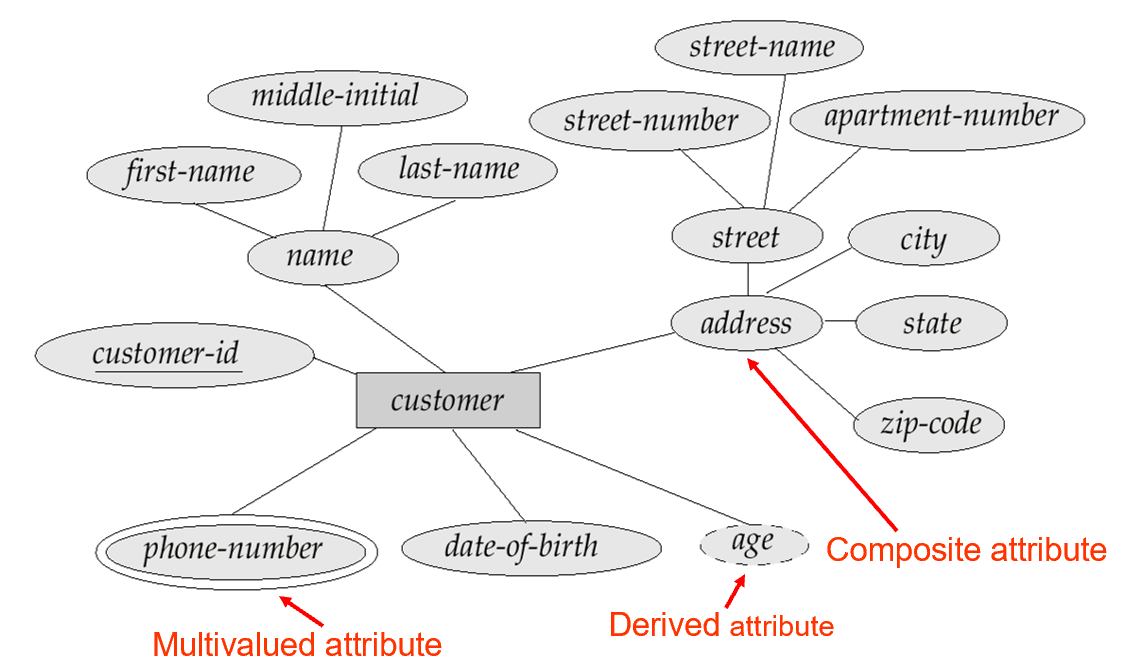 street-name
middle-initial
street-number
apartment-number
first-name
last-name
name
street
city
address
state
customer-id
customer
zip-code
phone-number
date-of-birth
age
Composite attribute
Derived attribute
Multivalued attribute